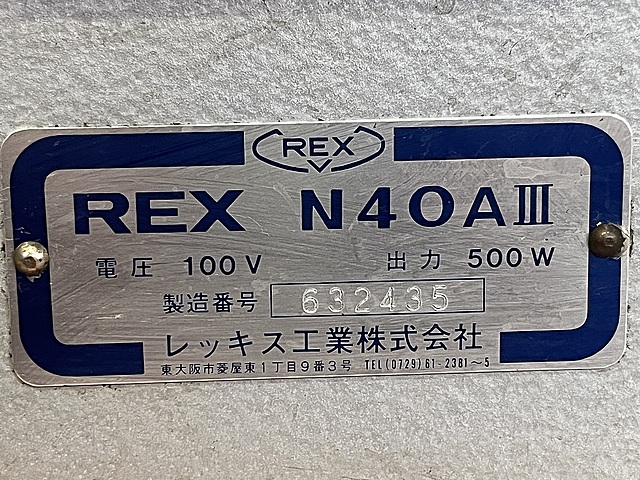 REX
REX N40AⅢ
電圧 100V 出力 500W
製造番号 632435
レッキス工業株式会社
東大阪市菱屋東1丁目9番3号 TEL(0729)61-2381～5